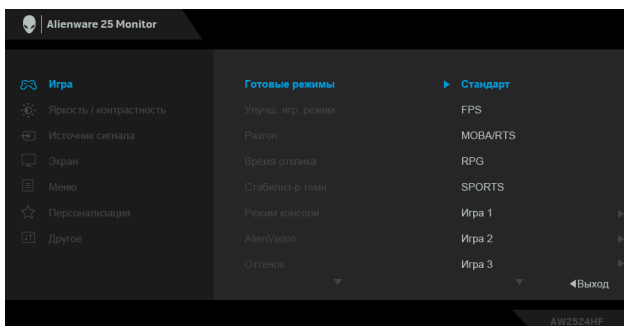 Alienware 25 Monitor
Игра
Готовые режимы
Стандарт
Яркость / контрастность
Улучш. игр. режим
FPS
Источник сигнала
Разгон
MOBA/RTS
Экран
Время отклика
RPG
Меню
Стабилиз-р темн.
SPORTS
Персонализация
Режим консоли
Игра 1
Другое
AlienVision
Игра 2
Оттенок
Игра 3
Выход
AW2524HF